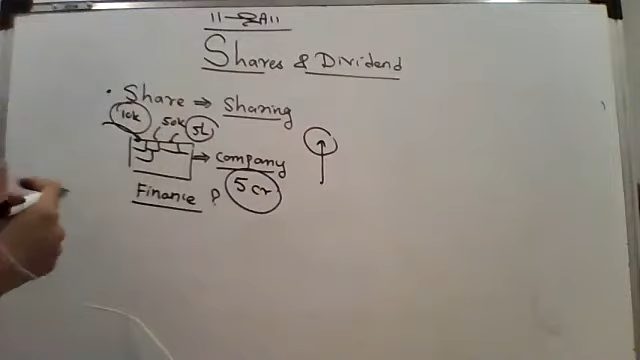 Shares & Dividend
• Share ⇒ Sharing
10k 50k 5L
⇒ Company
Finance ? 5 cr